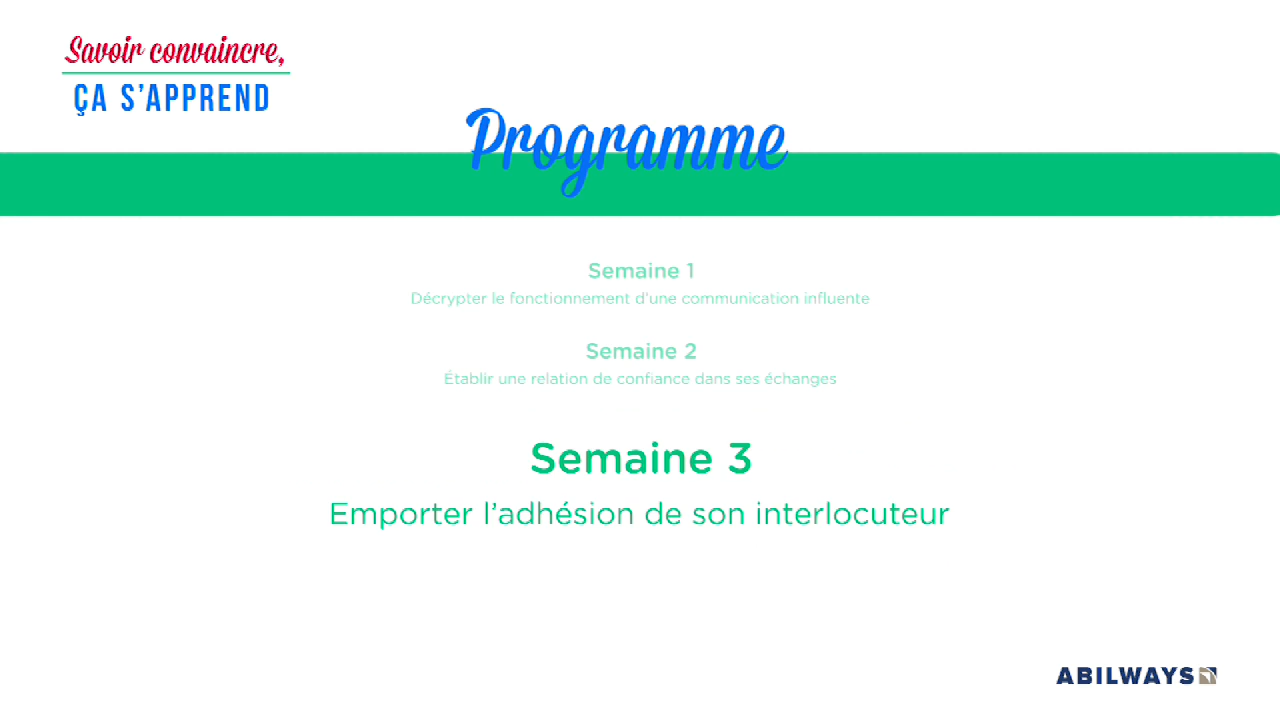 Savoir convaincre,
ÇA S'APPREND
Programme
Semaine 1
Décrypter le fonctionnement d'une communication influente
Semaine 2
Établir une relation de confiance dans ses échanges
Semaine 3
Emporter l'adhésion de son interlocuteur
ABILWAYS